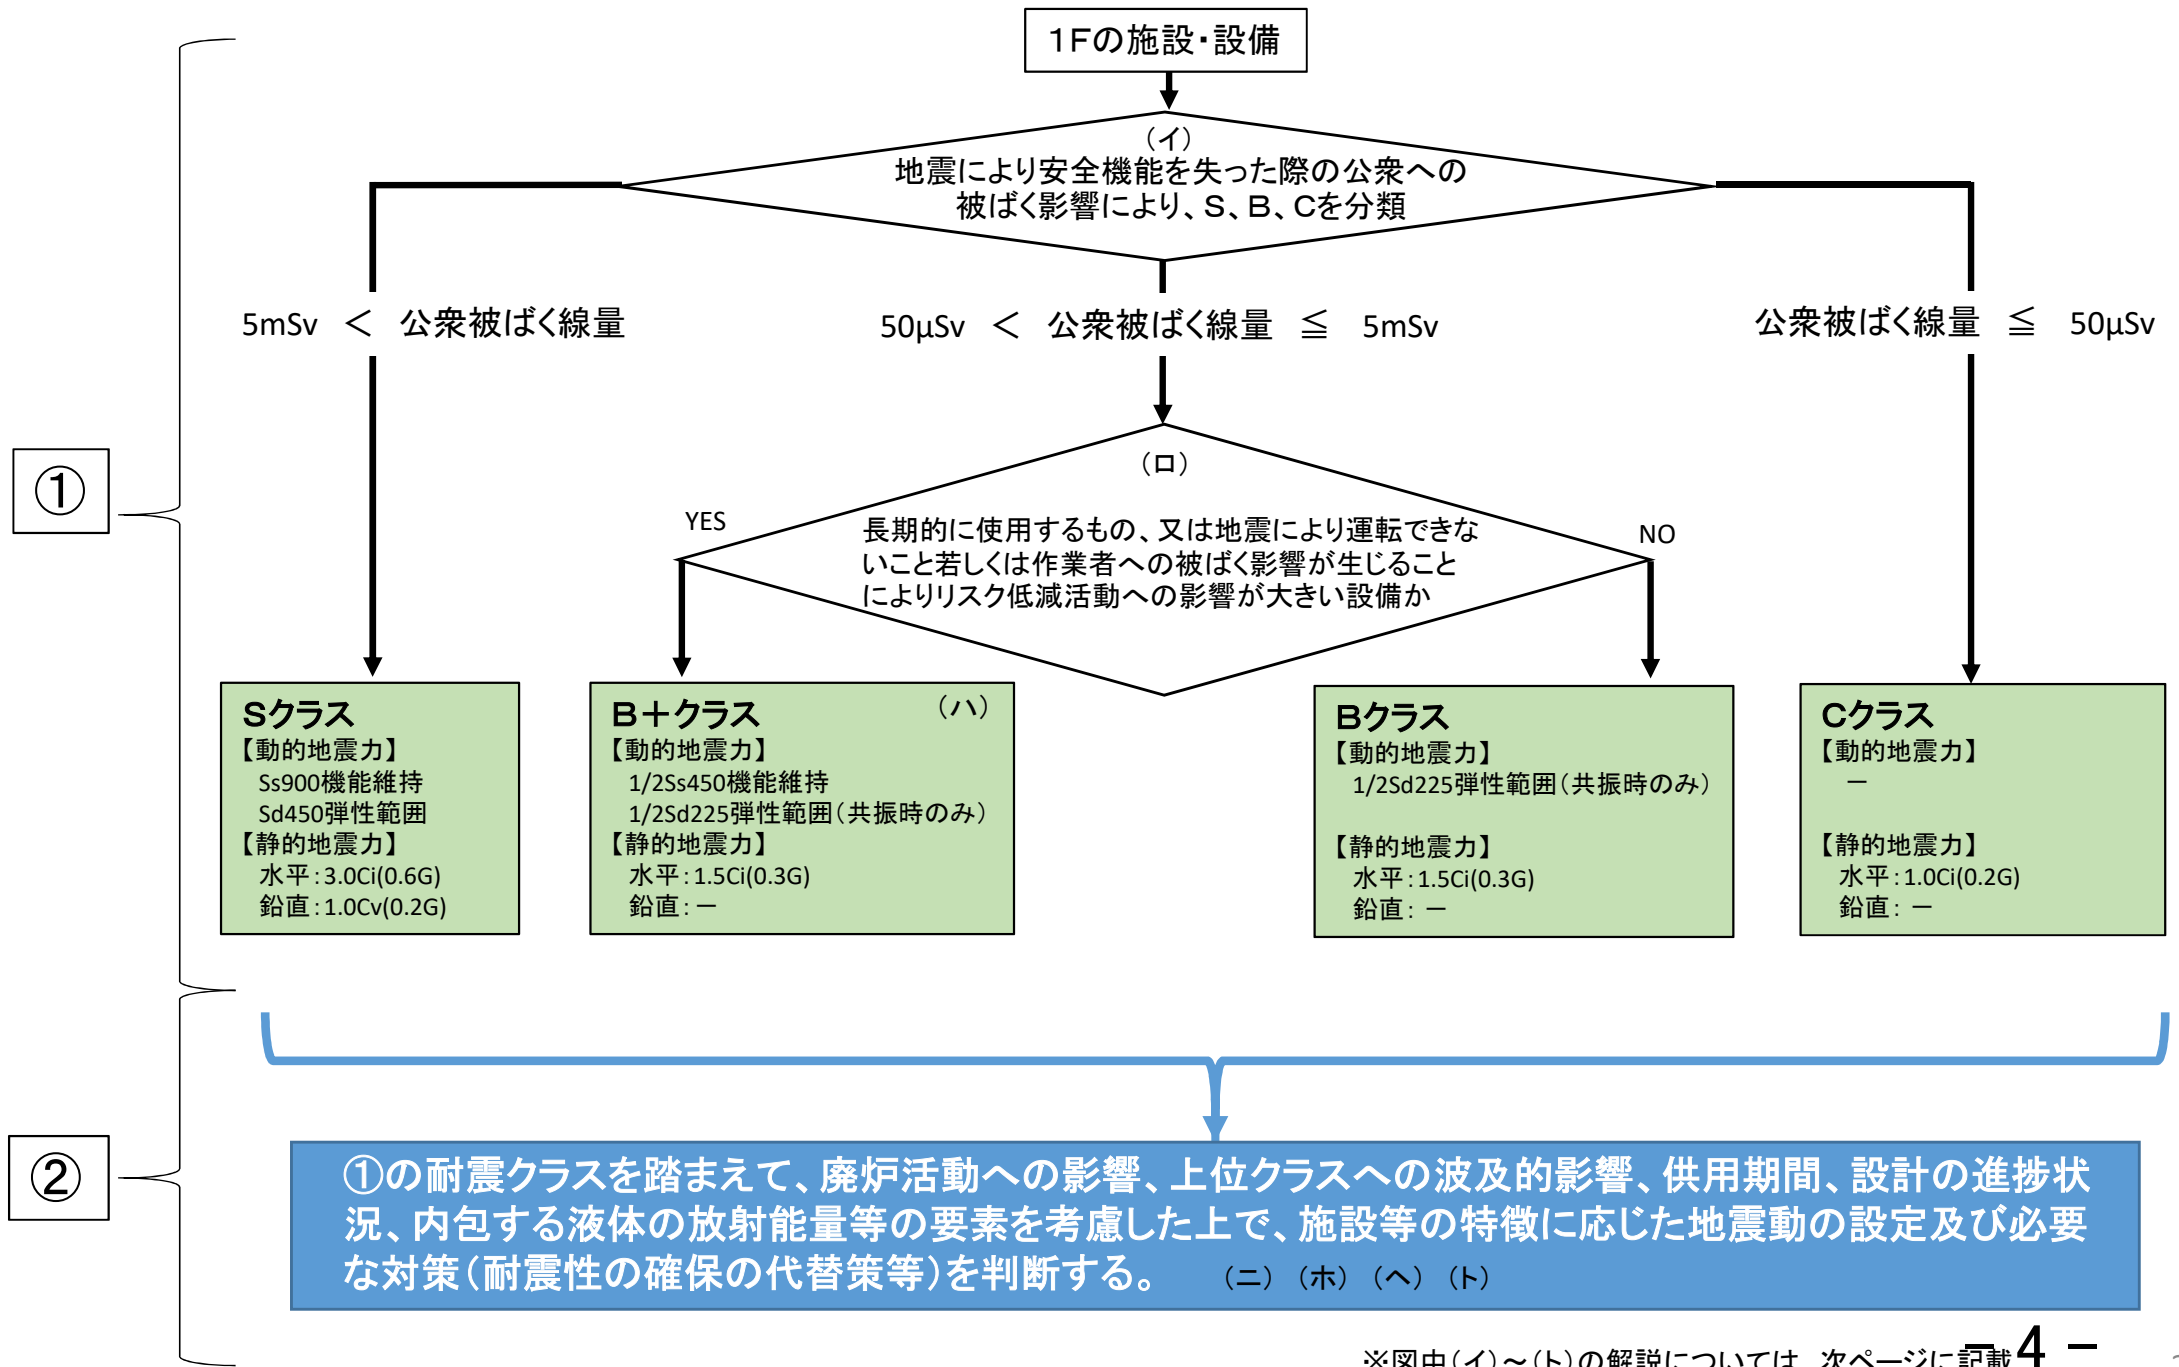 1Fの施設・設備
(イ)
地震により安全機能を失った際の公衆への
被ばく影響により、S、B、Cを分類
5mSv ＜ 公衆被ばく線量
50μSv ＜ 公衆被ばく線量 ≦ 5mSv
公衆被ばく線量 ≦ 50μSv
①
(ロ)
YES
NO
長期的に使用するもの、又は地震により運転できな
いこと若しくは作業者への被ばく影響が生じること
によりリスク低減活動への影響が大きい設備か
Sクラス
【動的地震力】
Ss900機能維持
Sd450弾性範囲
【静的地震力】
水平：3.0Ci(0.6G)
鉛直：1.0Cv(0.2G)
B＋クラス (ハ)
【動的地震力】
1/2Ss450機能維持
1/2Sd225弾性範囲（共振時のみ）
【静的地震力】
水平：1.5Ci(0.3G)
鉛直：－
Bクラス
【動的地震力】
1/2Sd225弾性範囲（共振時のみ）
【静的地震力】
水平：1.5Ci(0.3G)
鉛直： －
Cクラス
【動的地震力】
－
【静的地震力】
水平：1.0Ci(0.2G)
鉛直： －
②
①の耐震クラスを踏まえて、廃炉活動への影響、上位クラスへの波及的影響、供用期間、設計の進捗状
況、内包する液体の放射能量等の要素を考慮した上で、施設等の特徴に応じた地震動の設定及び必要
な対策（耐震性の確保の代替策等）を判断する。 (ニ) (ホ) (ヘ) (ト)
※図中(イ)～(ト)の解説については、次ページに記載
- 4 -